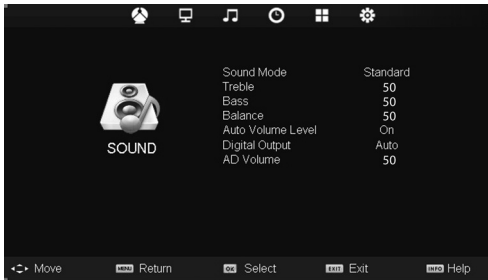 Sound Mode Standard
Treble 50
Bass 50
Balance 50
Auto Volume Level On
Digital Output Auto
AD Volume 50
SOUND
Move MENU Return OK Select EXIT Exit INFO Help